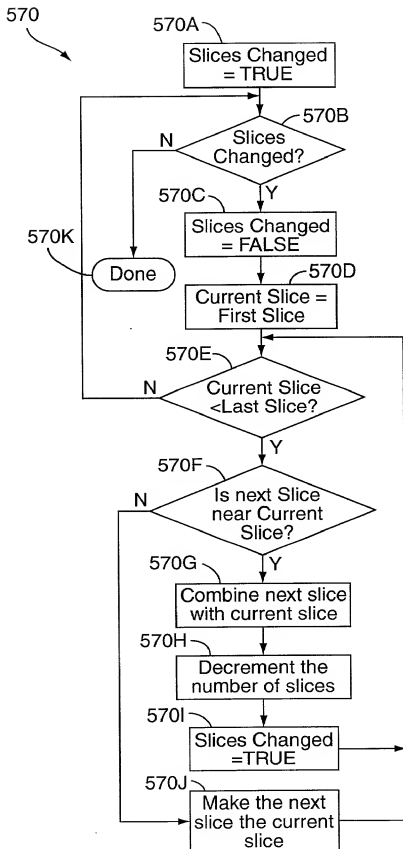 570
570A
Slices Changed
= TRUE
570B
Slices
Changed?
N
Y
570C
Slices Changed
= FALSE
570K
Done
570D
Current Slice =
First Slice
570E
Current Slice
<Last Slice?
N
Y
570F
Is next Slice
near Current
Slice?
N
Y
570G
Combine next slice
with current slice
570H
Decrement the
number of slices
570I
Slices Changed
=TRUE
570J
Make the next
slice the current
slice